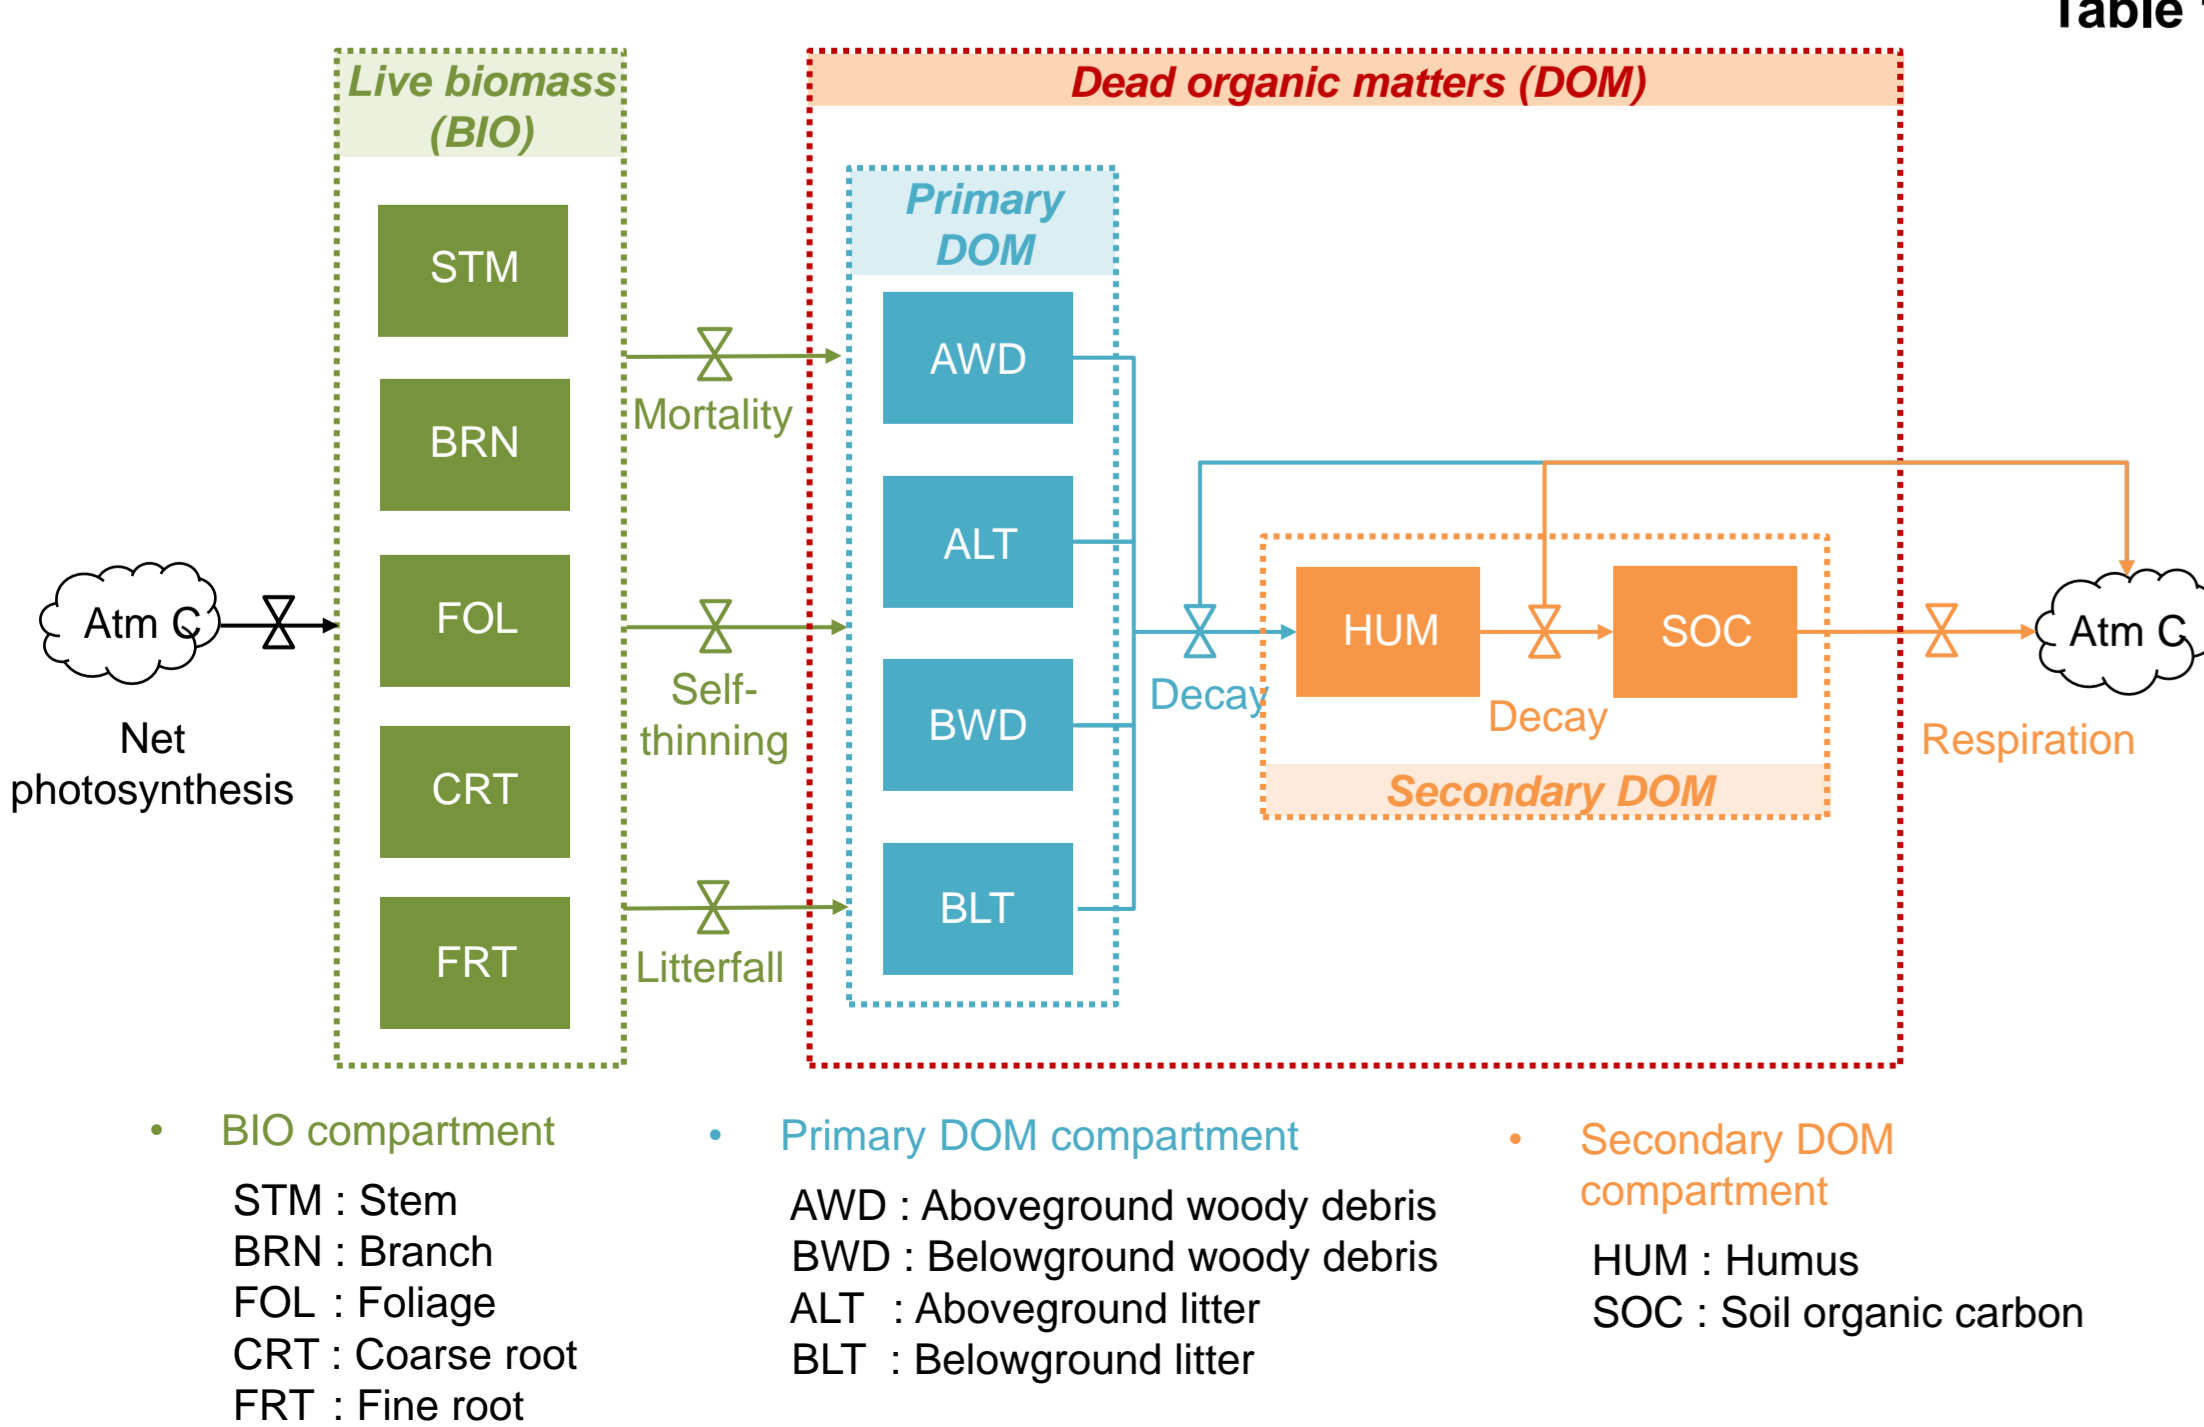 Table
Live biomass
(BIO)
Dead organic matters (DOM)
Primary
DOM
STM
BRN
FOL
CRT
FRT
Mortality
Self-
thinning
Litterfall
AWD
ALT
BWD
BLT
Atm C
Net
photosynthesis
Decay
HUM
Decay
SOC
Secondary DOM
Atm C
Respiration
• BIO compartment
STM : Stem
BRN : Branch
FOL : Foliage
CRT : Coarse root
FRT : Fine root
• Primary DOM compartment
AWD : Aboveground woody debris
BWD : Belowground woody debris
ALT : Aboveground litter
BLT : Belowground litter
• Secondary DOM
compartment
HUM : Humus
SOC : Soil organic carbon